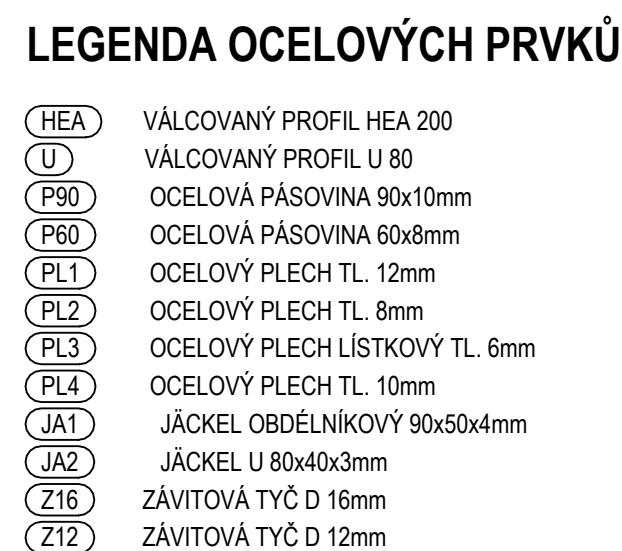 LEGENDA OCELOVÝCH PRVKŮ
HEA VÁLCOVANÝ PROFIL HEA 200
U VÁLCOVANÝ PROFIL U 80
P90 OCELOVÁ PÁSOVINA 90x10mm
P60 OCELOVÁ PÁSOVINA 60x8mm
PL1 OCELOVÝ PLECH TL. 12mm
PL2 OCELOVÝ PLECH TL. 8mm
PL3 OCELOVÝ PLECH LÍSTKOVÝ TL. 6mm
PL4 OCELOVÝ PLECH TL. 10mm
JA1 JÄCKEL OBDÉLNÍKOVÝ 90x50x4mm
JA2 JÄCKEL U 80x40x3mm
Z16 ZÁVITOVÁ TYČ D 16mm
Z12 ZÁVITOVÁ TYČ D 12mm